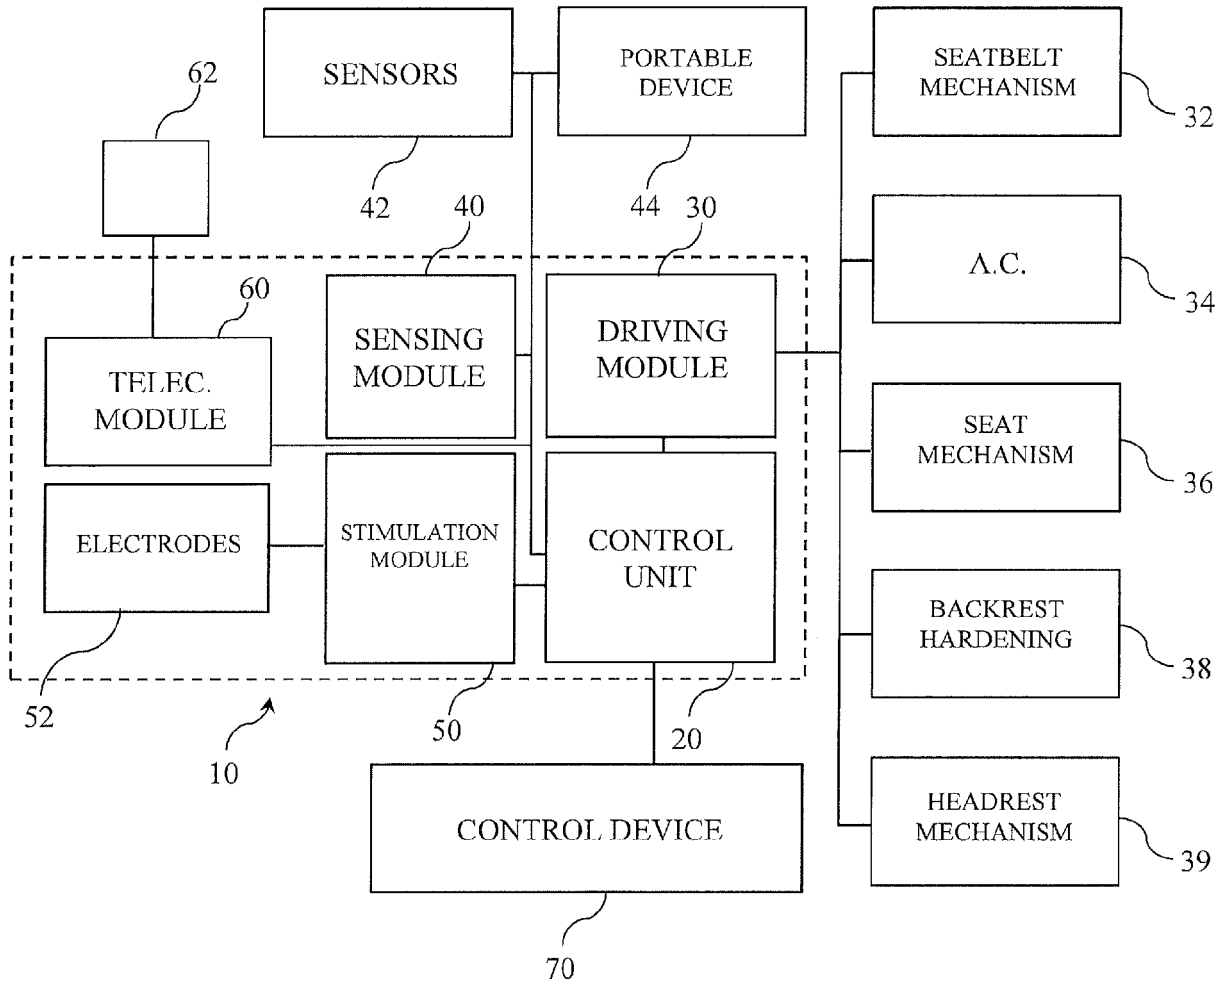 62
SENSORS
PORTABLE
DEVICE
SEATBELT
MECHANISM
32
42
40
44
30
A.C.
34
60
SENSING
MODULE
DRIVING
MODULE
TELEC.
MODULE
SEAT
MECHANISM
36
ELECTRODES
STIMULATION
MODULE
CONTROL
UNIT
BACKREST
HARDENING
38
52
10
50
20
CONTROL DEVICE
HEADREST
MECHANISM
39
70